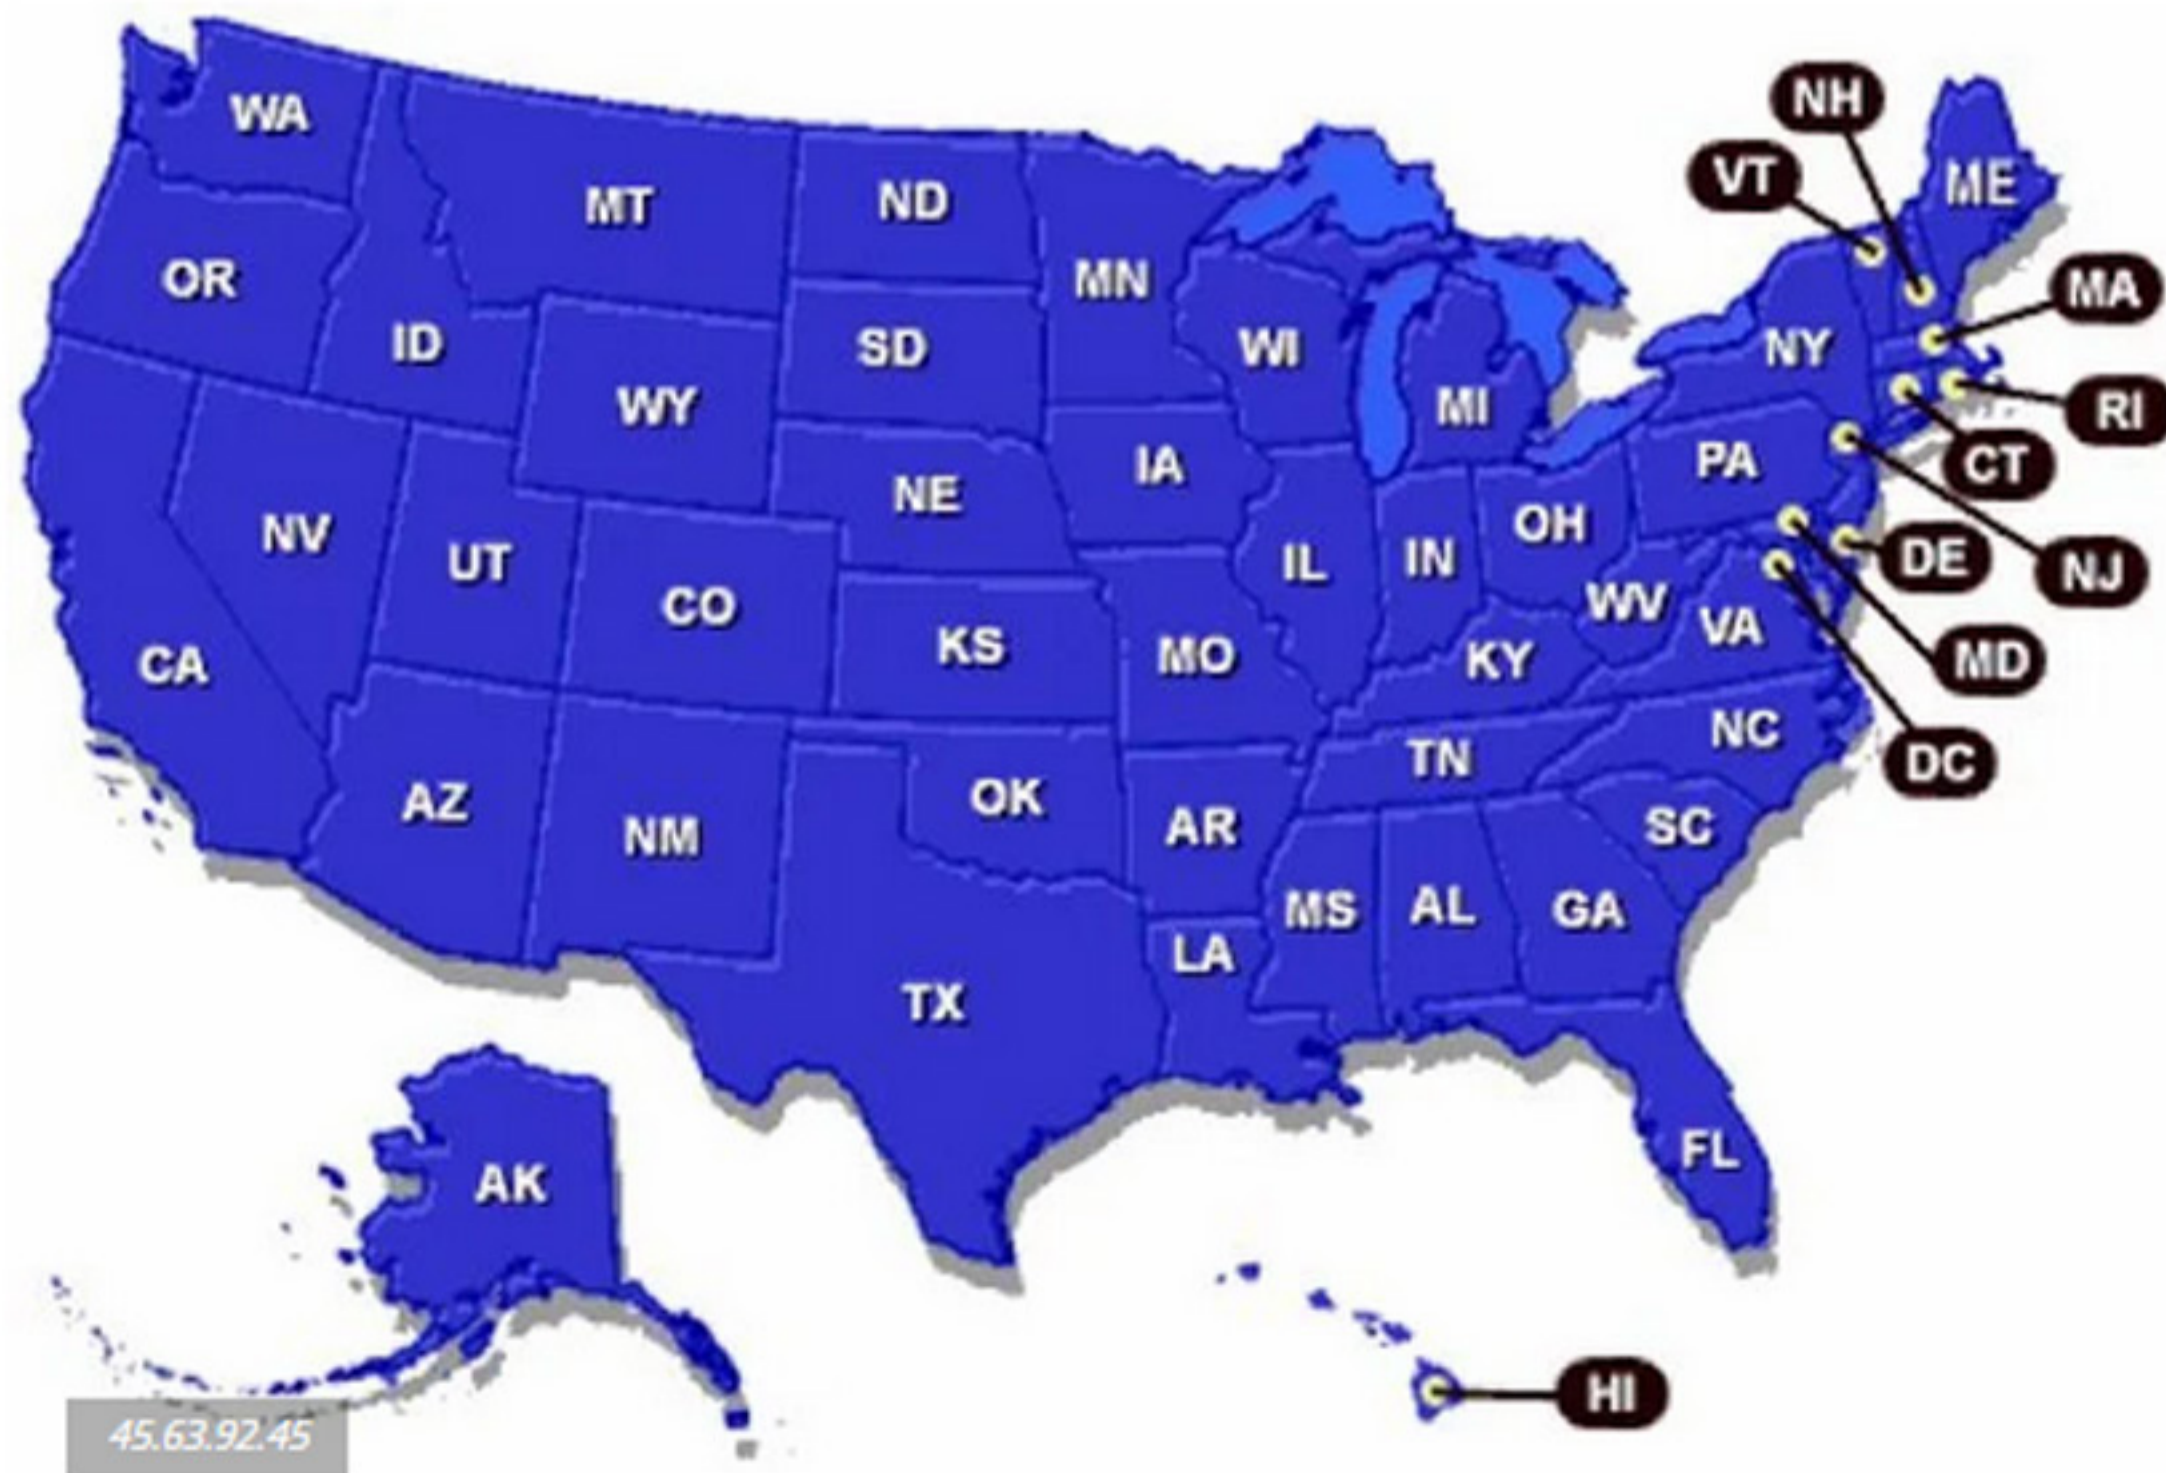 WA
NH
VT
ME
MT
ND
OR
MN
MA
ID
SD
WI
NY
WY
MI
RI
IA
PA
CT
NE
NV
UT
IL
IN
OH
DE
NJ
CO
KS
MO
WV
VA
CA
KY
MD
NC
TN
DC
AZ
NM
OK
AR
SC
MS
AL
GA
LA
TX
FL
AK
HI
45.63.92.45